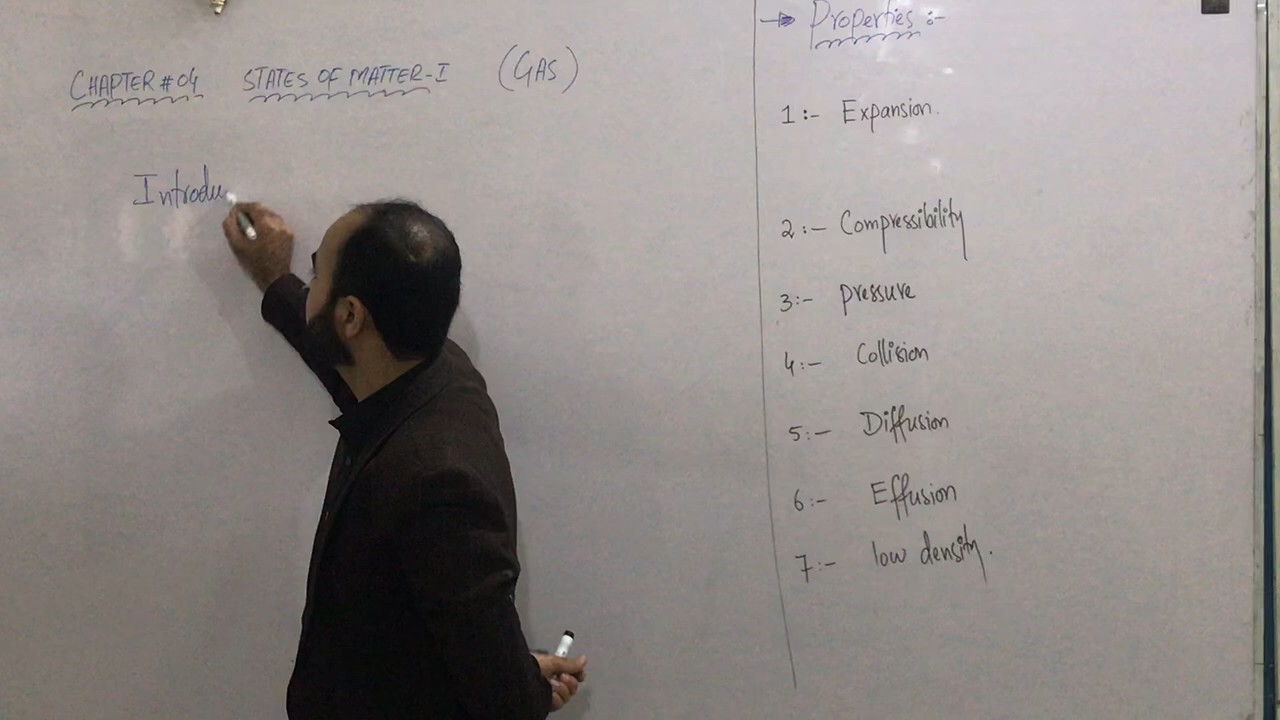 CHAPTER # 04 STATES OF MATTER-I (GAS)
Introdu
→ Properties :-
1:- Expansion.
2:- Compressibility
3:- pressure
4:- Collision
5:- Diffusion
6:- Effusion
7:- low density.